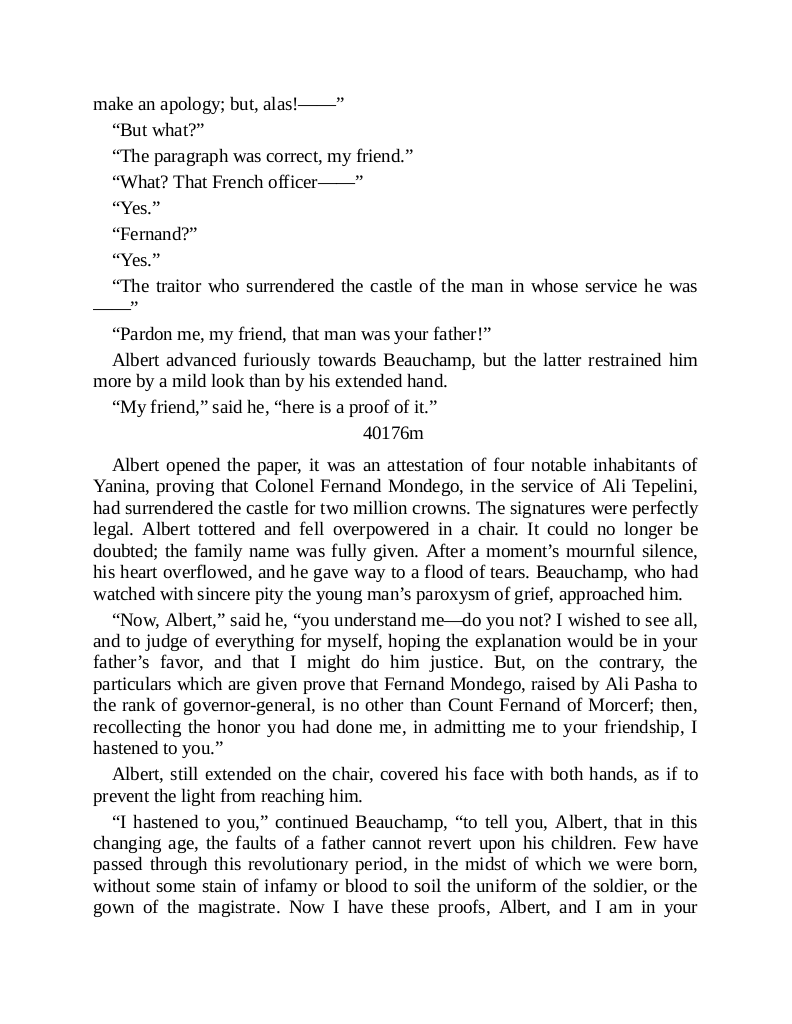 make an apology; but, alas!——”
“But what?”
“The paragraph was correct, my friend.”
“What? That French officer——”
“Yes.”
“Fernand?”
“Yes.”
“The traitor who surrendered the castle of the man in whose service he was
——”
“Pardon me, my friend, that man was your father!”
Albert advanced furiously towards Beauchamp, but the latter restrained him
more by a mild look than by his extended hand.
“My friend,” said he, “here is a proof of it.”
40176m
Albert opened the paper, it was an attestation of four notable inhabitants of
Yanina, proving that Colonel Fernand Mondego, in the service of Ali Tepelini,
had surrendered the castle for two million crowns. The signatures were perfectly
legal. Albert tottered and fell overpowered in a chair. It could no longer be
doubted; the family name was fully given. After a moment’s mournful silence,
his heart overflowed, and he gave way to a flood of tears. Beauchamp, who had
watched with sincere pity the young man’s paroxysm of grief, approached him.
“Now, Albert,” said he, “you understand me—do you not? I wished to see all,
and to judge of everything for myself, hoping the explanation would be in your
father’s favor, and that I might do him justice. But, on the contrary, the
particulars which are given prove that Fernand Mondego, raised by Ali Pasha to
the rank of governor-general, is no other than Count Fernand of Morcerf; then,
recollecting the honor you had done me, in admitting me to your friendship, I
hastened to you.”
Albert, still extended on the chair, covered his face with both hands, as if to
prevent the light from reaching him.
“I hastened to you,” continued Beauchamp, “to tell you, Albert, that in this
changing age, the faults of a father cannot revert upon his children. Few have
passed through this revolutionary period, in the midst of which we were born,
without some stain of infamy or blood to soil the uniform of the soldier, or the
gown of the magistrate. Now I have these proofs, Albert, and I am in your